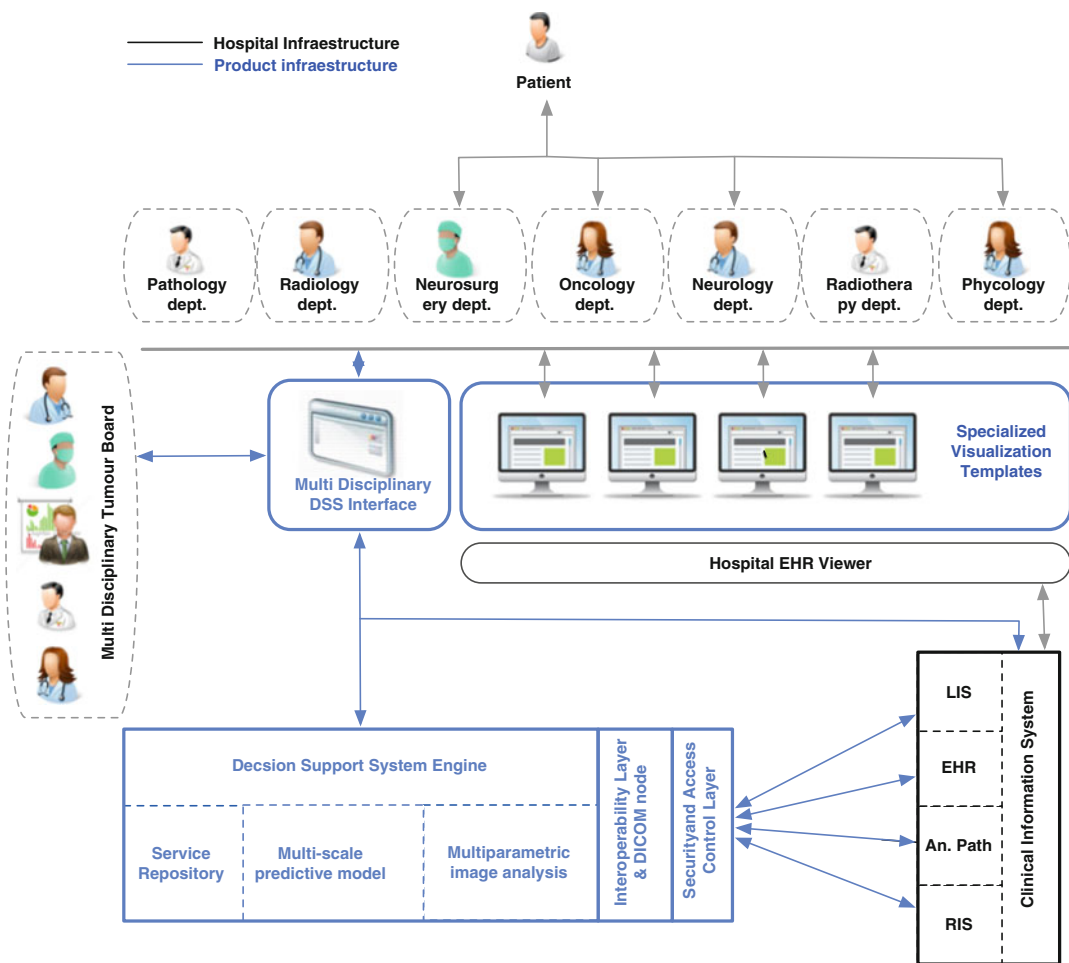 Hospital Infraestructure
Product infraestructure
Patient
Pathology
dept.
Radiology
dept.
Neurosurg
ery dept.
Oncology
dept.
Neurology
dept.
Radiothera
py dept.
Phycology
dept.
Multi Disciplinary Tumour Board
Multi Disciplinary
DSS Interface
Specialized
Visualization
Templates
Hospital EHR Viewer
Decsion Support System Engine
Service
Repository
Multi-scale
predictive model
Multiparametric
image analysis
Interoperability Layer
& DICOM node
Securityand Access
Control Layer
LIS
EHR
An. Path
RIS
Clinical Information System